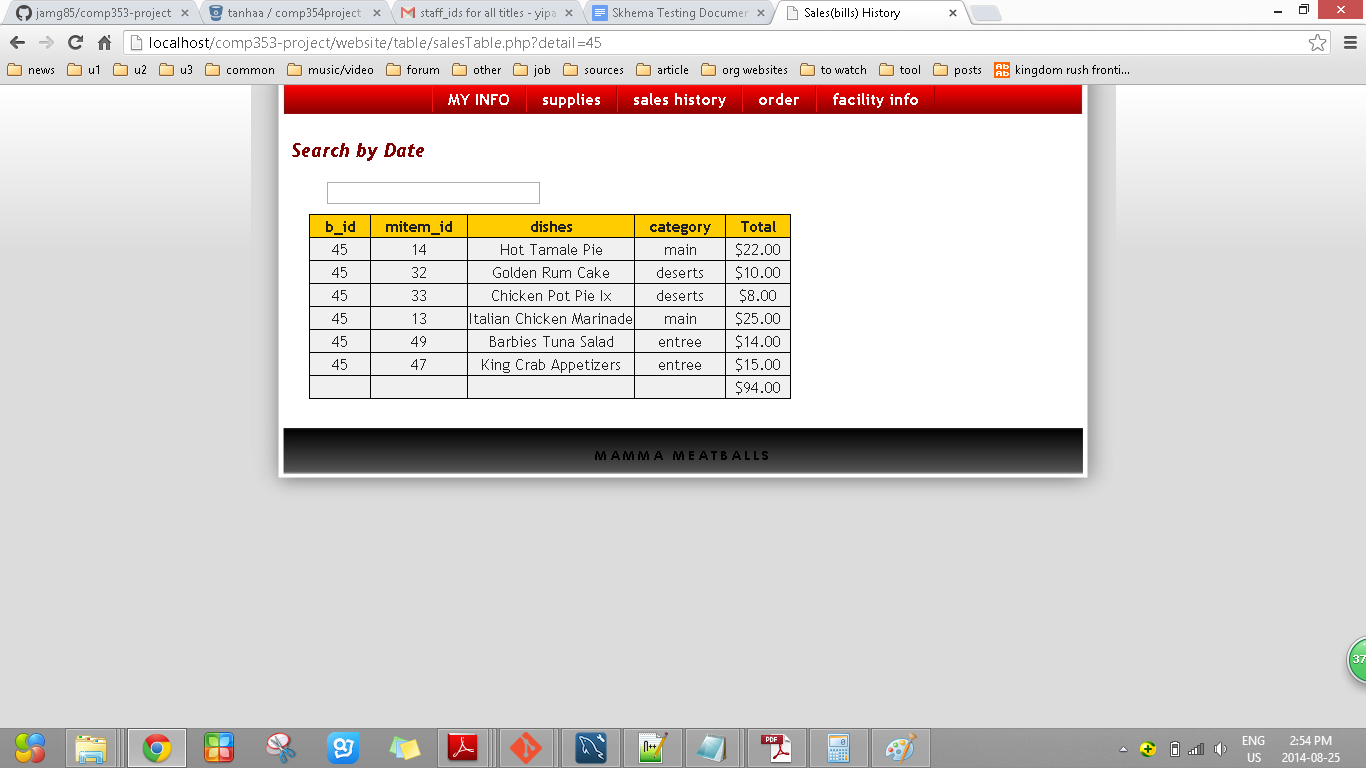 jamg85/comp353-project
tanhaa / comp354project
staff_ids for all titles - yipa
Skhema Testing Documen
Sales(bills) History
localhost/comp353-project/website/table/salesTable.php?detail=45
news u1 u2 u3 common music/video forum other job sources article org websites to watch tool posts kingdom rush fronti...
MY INFO supplies sales history order facility info
Search by Date
b_id mitem_id dishes category Total
45 14 Hot Tamale Pie main $22.00
45 32 Golden Rum Cake deserts $10.00
45 33 Chicken Pot Pie Ix deserts $8.00
45 13 Italian Chicken Marinade main $25.00
45 49 Barbies Tuna Salad entree $14.00
45 47 King Crab Appetizers entree $15.00
$94.00
MAMMA MEATBALLS
37
ENG 2:54 PM
US 2014-08-25